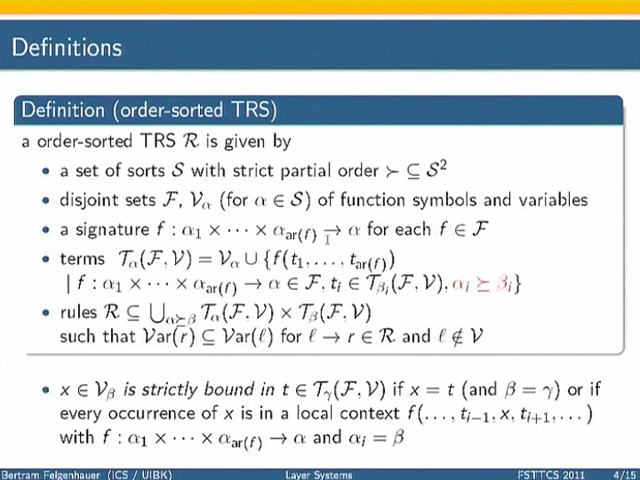 Definitions
Definition (order-sorted TRS)
a order-sorted TRS ℛ is given by
• a set of sorts 𝒮 with strict partial order ≻ ⊆ 𝒮²
• disjoint sets ℱ, 𝒱_α (for α ∈ 𝒮) of function symbols and variables
• a signature f : α₁ × ⋯ × α_ar(f) → α for each f ∈ ℱ
• terms 𝒯_α(ℱ, 𝒱) = 𝒱_α ∪ {f(t₁, … , t_ar(f))
| f : α₁ × ⋯ × α_ar(f) → α ∈ ℱ, tᵢ ∈ 𝒯_βᵢ(ℱ, 𝒱), αᵢ ⪰ βᵢ}
• rules ℛ ⊆ ⋃_α⪰β 𝒯_α(ℱ, 𝒱) × 𝒯_β(ℱ, 𝒱)
such that 𝒱ar(r) ⊆ 𝒱ar(ℓ) for ℓ → r ∈ ℛ and ℓ ∉ 𝒱
• x ∈ 𝒱_β is strictly bound in t ∈ 𝒯_γ(ℱ, 𝒱) if x = t (and β = γ) or if
every occurrence of x is in a local context f(… , tᵢ₋₁, x, tᵢ₊₁, … )
with f : α₁ × ⋯ × α_ar(f) → α and αᵢ = β
Bertram Felgenhauer (ICS / UIBK) Layer Systems FSTTCS 2011 4/15